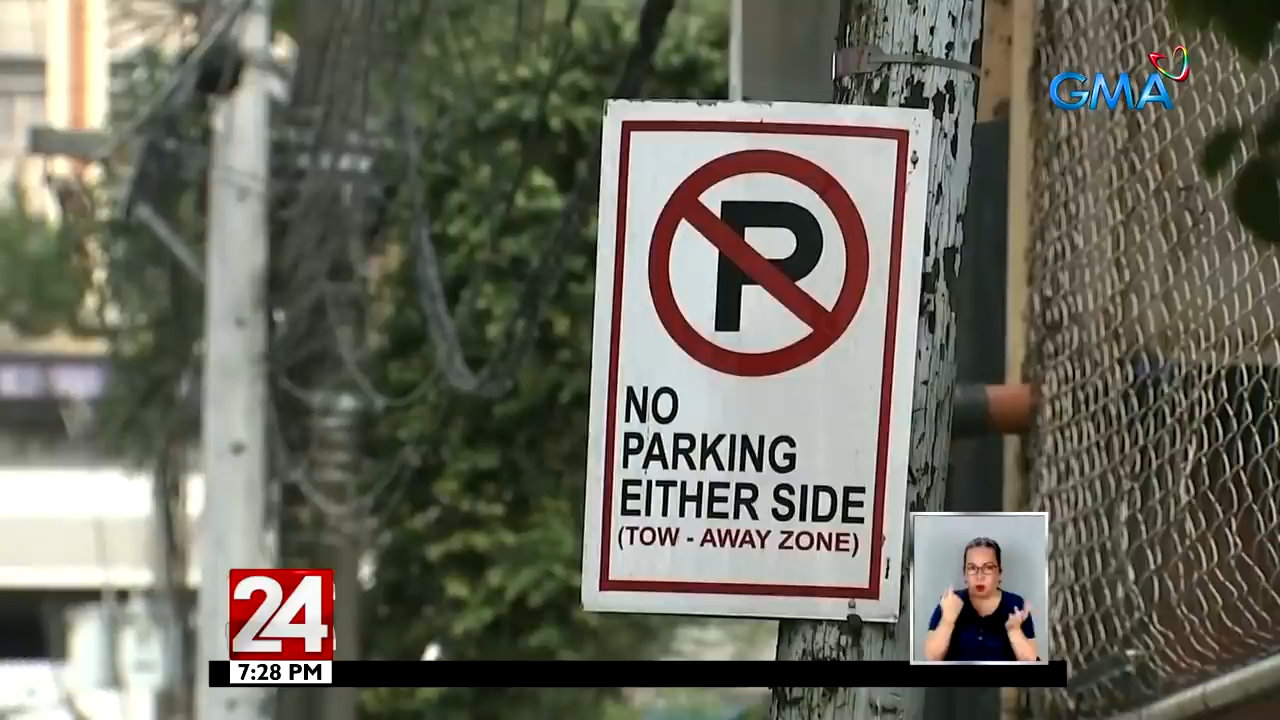 GMA
P
NO
PARKING
EITHER SIDE
(TOW - AWAY ZONE)
24
7:28 PM